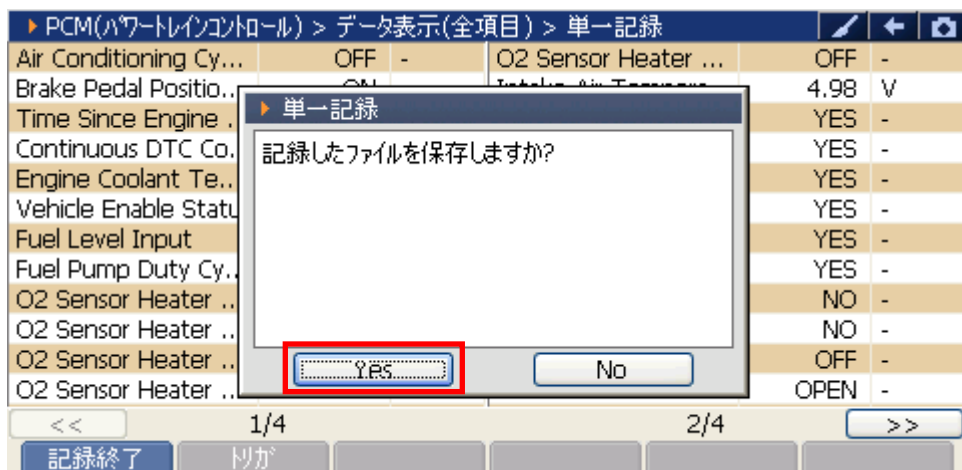 PCM(ﾊﾟﾜｰﾄﾚｲﾝｺﾝﾄﾛｰﾙ) > データ表示(全項目) > 単一記録
Air Conditioning Cy... OFF - O2 Sensor Heater ... OFF -
Brake Pedal Positio... 4.98 V
Time Since Engine . YES -
Continuous DTC Co. YES -
Engine Coolant Te.. YES -
Vehicle Enable Statu YES -
Fuel Level Input YES -
Fuel Pump Duty Cy.. YES -
O2 Sensor Heater .. NO -
O2 Sensor Heater .. NO -
O2 Sensor Heater .. OFF -
O2 Sensor Heater .. OPEN -
単一記録
記録したﾌｧｲﾙを保存しますか?
Yes No
<< 1/4 2/4 >>
記録終了 ﾄﾘｶﾞ